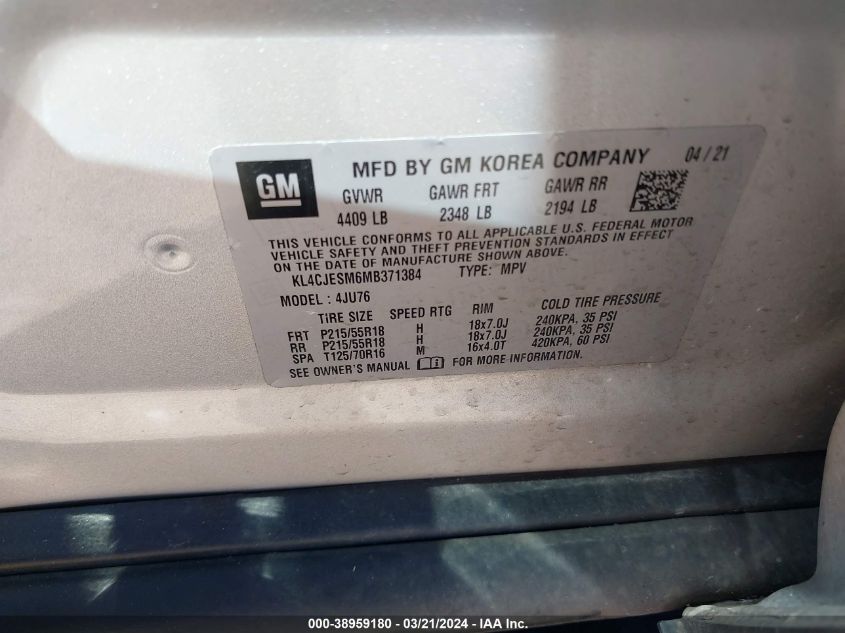 GM
MFD BY GM KOREA COMPANY 04 / 21
GVWR GAWR FRT GAWR RR
4409 LB 2348 LB 2194 LB
THIS VEHICLE CONFORMS TO ALL APPLICABLE U.S. FEDERAL MOTOR
VEHICLE SAFETY AND THEFT PREVENTION STANDARDS IN EFFECT
ON THE DATE OF MANUFACTURE SHOWN ABOVE.
KL4CJESM6MB371384 TYPE: MPV
MODEL : 4JU76
TIRE SIZE SPEED RTG RIM COLD TIRE PRESSURE
FRT P215/55R18 H 18x7.0J 240KPA, 35 PSI
RR P215/55R18 H 18x7.0J 240KPA, 35 PSI
SPA T125/70R16 M 16x4.0T 420KPA, 60 PSI
SEE OWNER'S MANUAL FOR MORE INFORMATION.
000-38959180 - 03/21/2024 - IAA Inc.